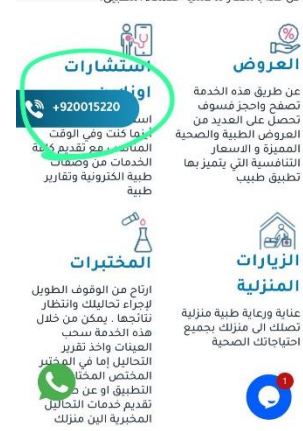 العروض
عن طريق هذه الخدمة
تصفح واحجز فسوف
تحصل على العديد من
العروض الطبية والصحية
المميزة و الاسعار
التنافسية التي يتميز بها
تطبيق طبيب
استشارات
+920015220
أينما كنت وفي الوقت
المناسب مع تقديم كافة
الخدمات من وصفات
طبية الكترونية وتقارير
طبية
الزيارات
المنزلية
عناية ورعاية طبية منزلية
تصلك الى منزلك بجميع
احتياجاتك الصحية
المختبرات
ارتاح من الوقوف الطويل
لإجراء تحاليلك وانتظار
نتائجها . يمكن من خلال
هذه الخدمة سحب
العينات واخذ تقرير
التحاليل إما في المختبر
المختص
التطبيق او عن
تقديم خدمات التحاليل
المخبرية الين منزلك
1